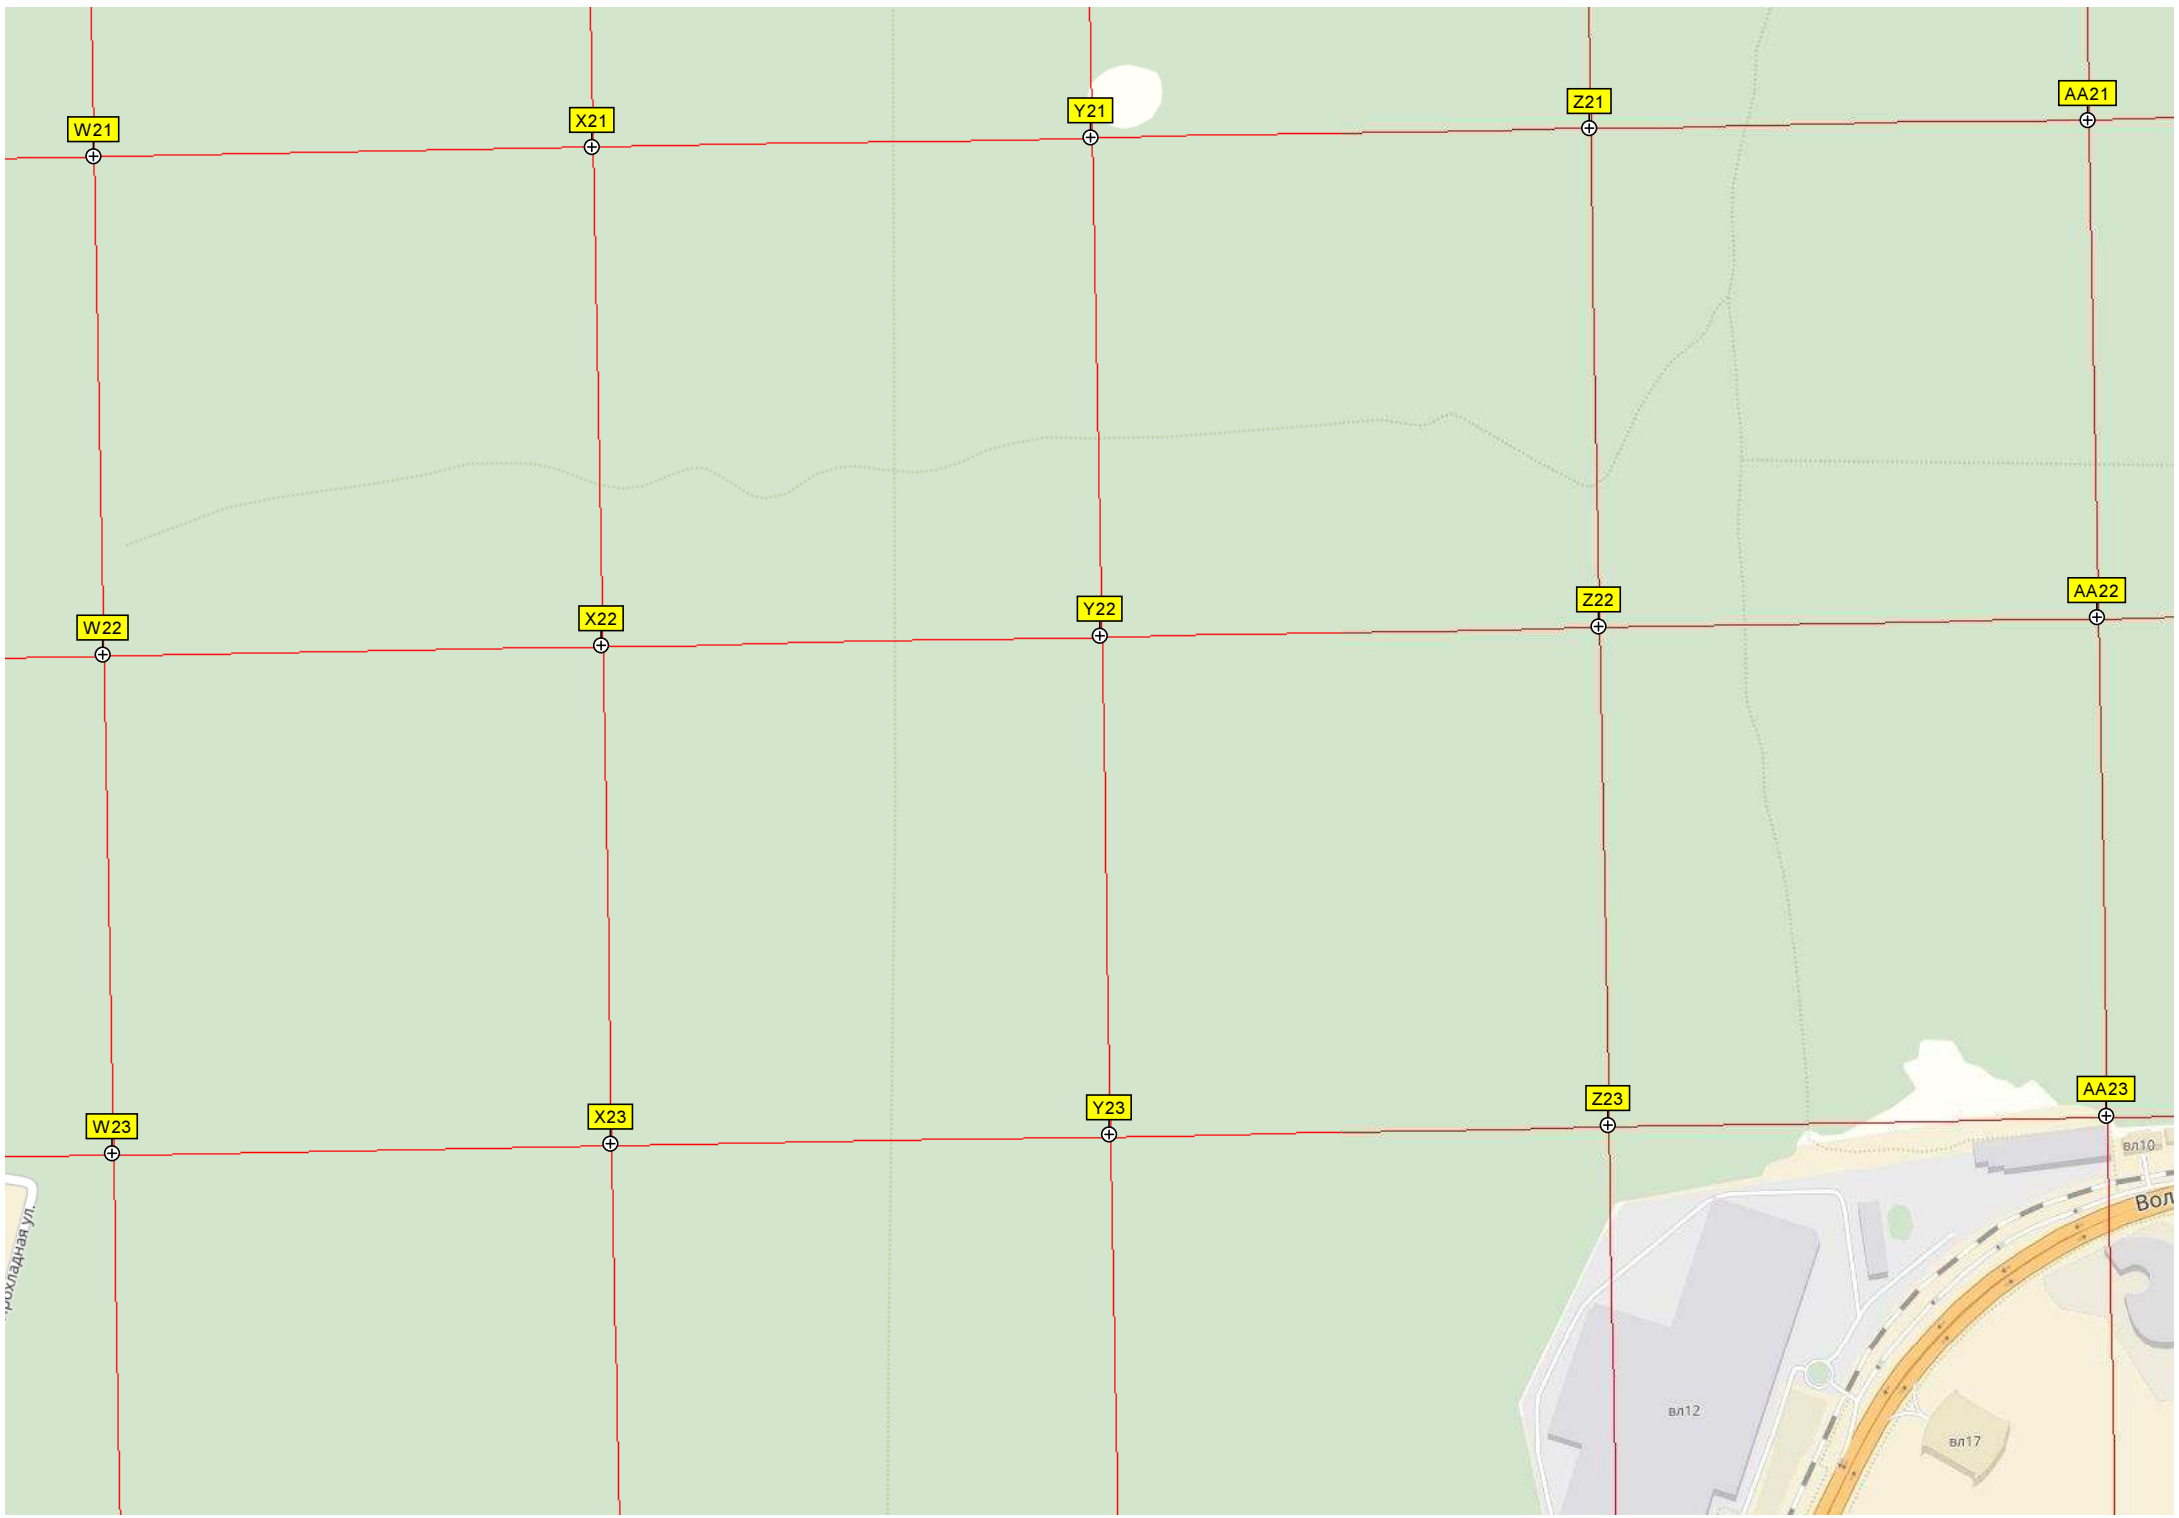 W21
X21
Y21
Z21
AA21
W22
X22
Y22
Z22
AA22
W23
X23
Y23
Z23
AA23
вл10
Вол
рохладная ул.
вл12
вл17